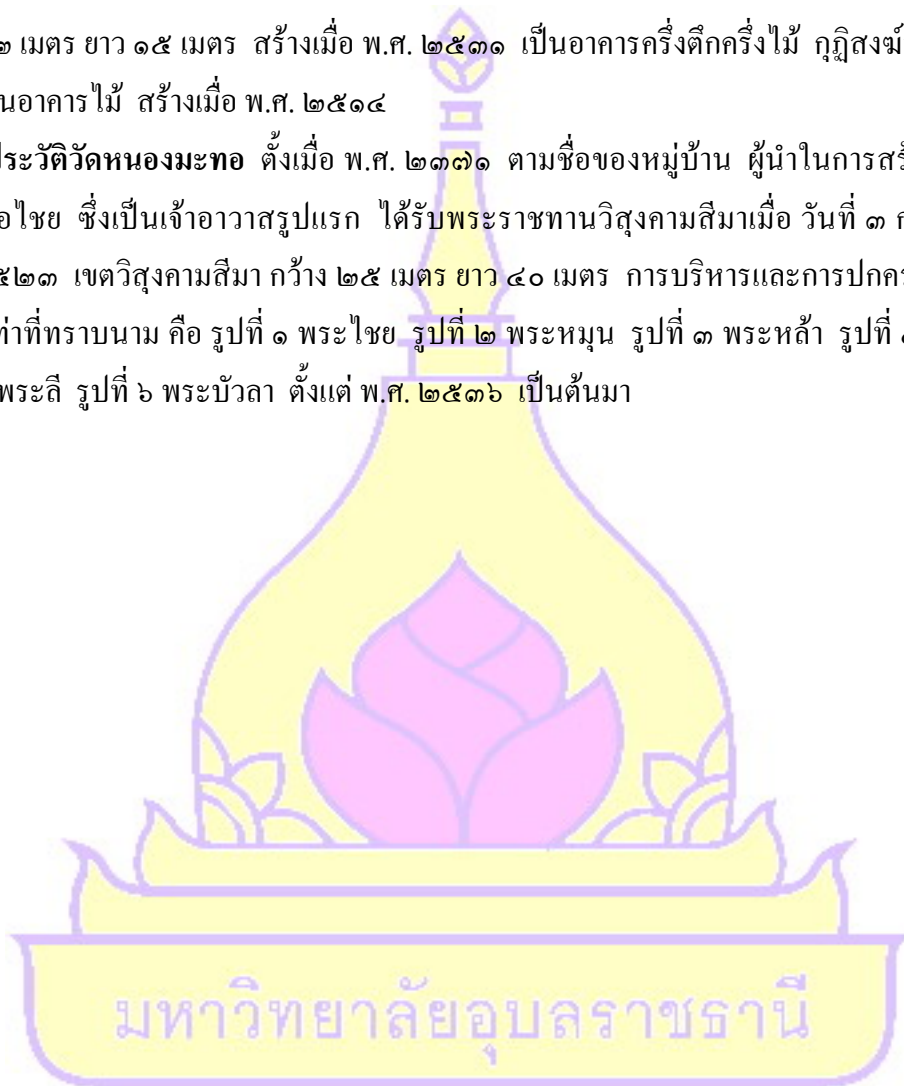 ๒ เมตร ยาว ๑๕ เมตร สร้างเมื่อ พ.ศ. ๒๕๓๑ เป็นอาคารครึ่งตึกครึ่งไม้ กุฏิสงฆ์
นอาคารไม้ สร้างเมื่อ พ.ศ. ๒๕๑๔
ประวัติวัดหนองมะทอ ตั้งเมื่อ พ.ศ. ๒๓๗๑ ตามชื่อของหมู่บ้าน ผู้นำในการสร้
อไชย ซึ่งเป็นเจ้าอาวาสรูปแรก ได้รับพระราชทานวิสุงคามสีมาเมื่อ วันที่ ๓ ก
๕๒๓ เขตวิสุงคามสีมา กว้าง ๒๕ เมตร ยาว ๔๐ เมตร การบริหารและการปกคร
ท่าที่ทราบนาม คือ รูปที่ ๑ พระไชย รูปที่ ๒ พระหมุน รูปที่ ๓ พระหล้า รูปที่
พระลี รูปที่ ๖ พระบัวลา ตั้งแต่ พ.ศ. ๒๕๓๖ เป็นต้นมา
มหาวิทยาลัยอุบลราชธานี